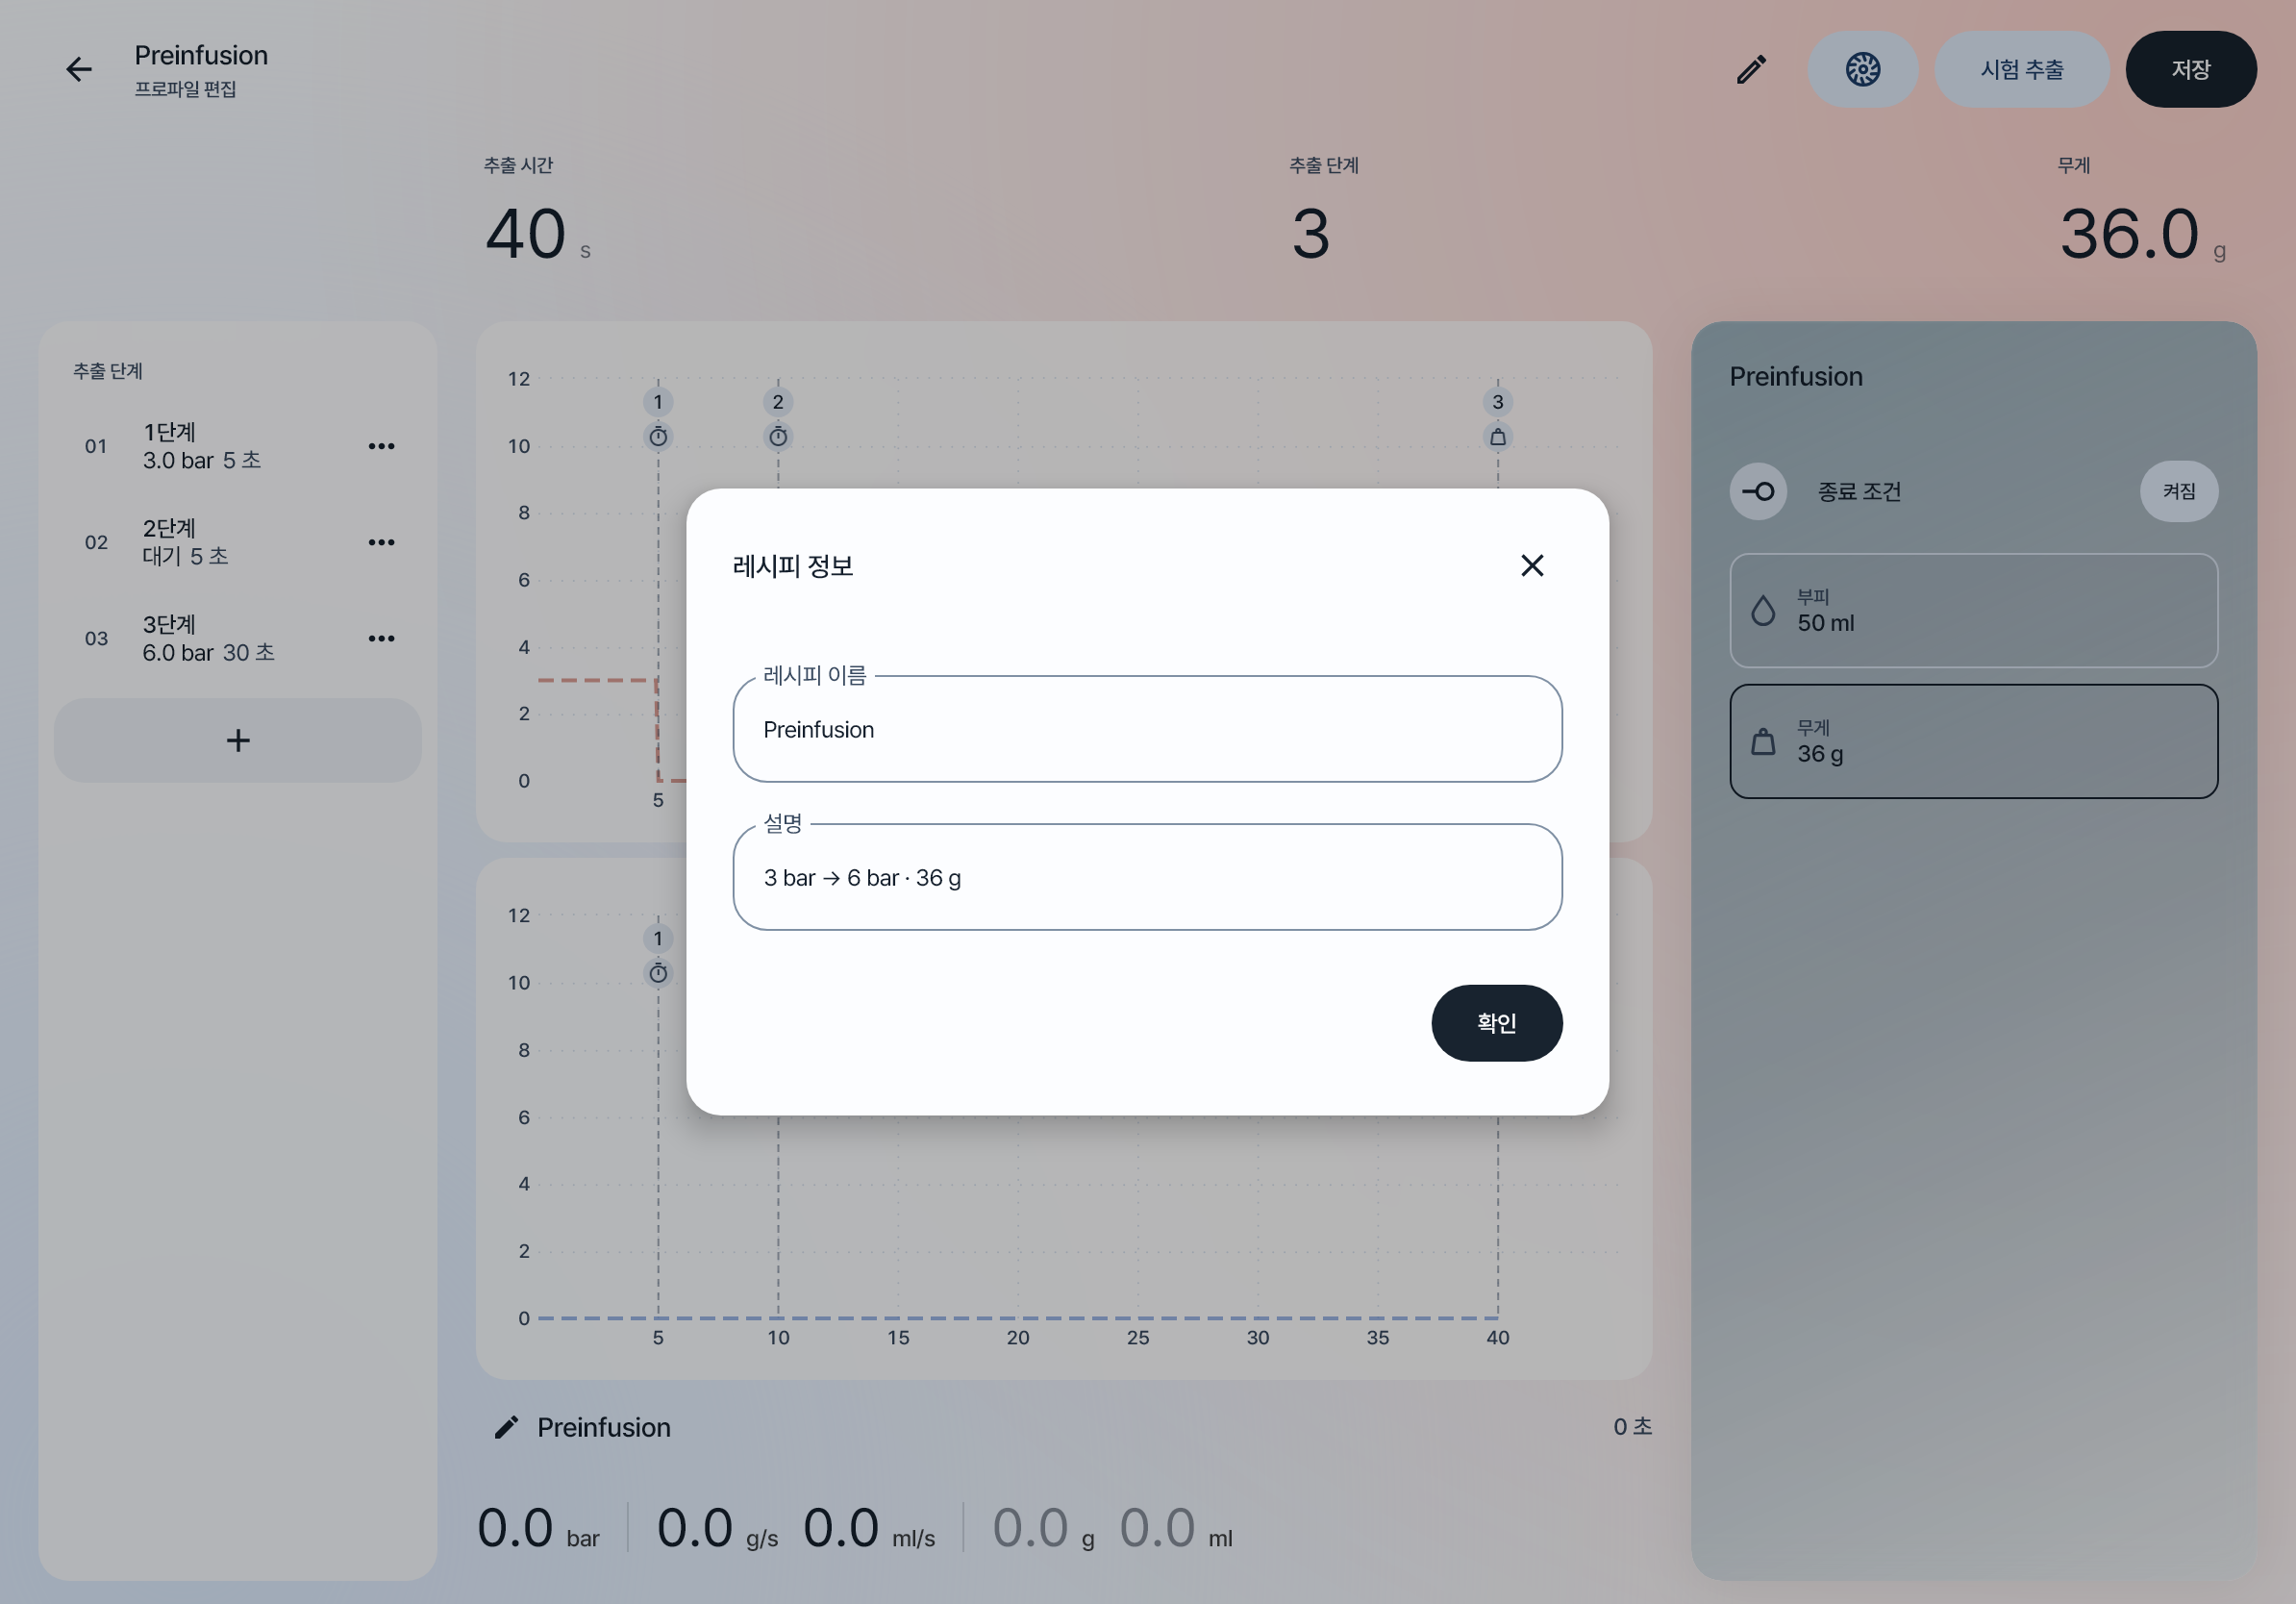 Preinfusion
프로파일 편집
시험 추출
저장
추출 시간
40 s
추출 단계
3
무게
36.0 g
추출 단계
01
1단계
3.0 bar 5 초
02
2단계
대기 5 초
03
3단계
6.0 bar 30 초
12
10
8
6
4
2
0
1
2
3
5
12
10
8
6
4
2
0
1
5
10
15
20
25
30
35
40
레시피 정보
레시피 이름
Preinfusion
설명
3 bar → 6 bar · 36 g
확인
Preinfusion
종료 조건
켜짐
부피
50 ml
무게
36 g
Preinfusion
0 초
0.0 bar
0.0 g/s
0.0 ml/s
0.0 g
0.0 ml